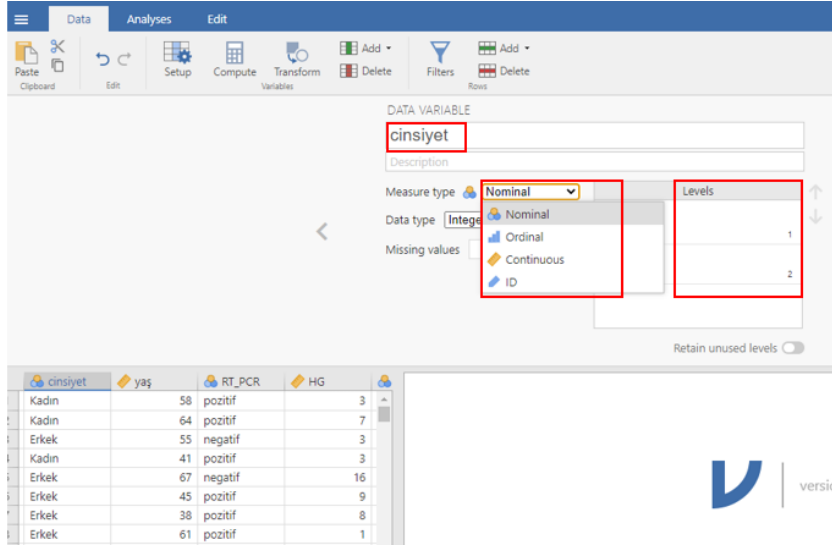 Data Analyses Edit
Paste
Clipboard
Edit
Setup Compute Transform
Variables
Add
Delete
Filters
Add
Delete
Rows
DATA VARIABLE
cinsiyet
Description
Measure type Nominal
Nominal
Ordinal
Continuous
ID
Data type Intege
Missing values
Levels
1
2
Retain unused levels
cinsiyet yaş RT_PCR HG
Kadın 58 pozitif 3
Kadın 64 pozitif 7
Erkek 55 negatif 3
Kadın 41 pozitif 3
Erkek 67 negatif 16
Erkek 45 pozitif 9
Erkek 38 pozitif 8
Erkek 61 pozitif 1